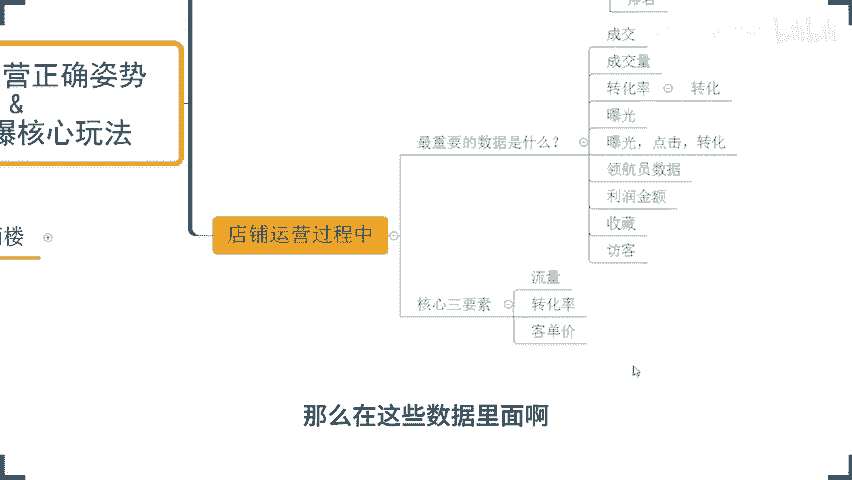 排名
成交
bilibili
营正确姿势
成交量
&
转化率 转化
曝光
爆核心玩法
最重要的数据是什么？ 曝光，点击，转化
领航员数据
利润金额
店铺运营过程中
收藏
楼
访客
流量
核心三要素 转化率
客单价
那么在这些数据里面啊